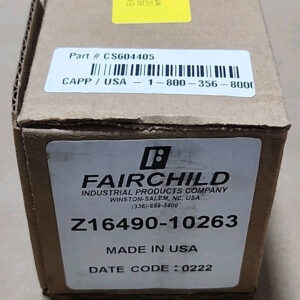 Part # CS604405
CAPP / USA - 1-800-356-8000
FAIRCHILD
INDUSTRIAL PRODUCTS COMPANY
WINSTON-SALEM, NC. USA
(336)-659-3400
Z16490-10263
MADE IN USA
DATE CODE : 0222